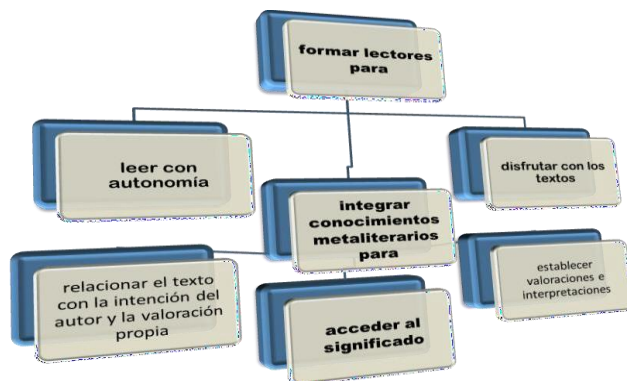 formar lectores
para
leer con
autonomía
integrar
conocimientos
metaliterarios
para
disfrutar con los
textos
relacionar el texto
con la intención del
autor y la valoración
propia
acceder al
significado
establecer
valoraciones e
interpretaciones